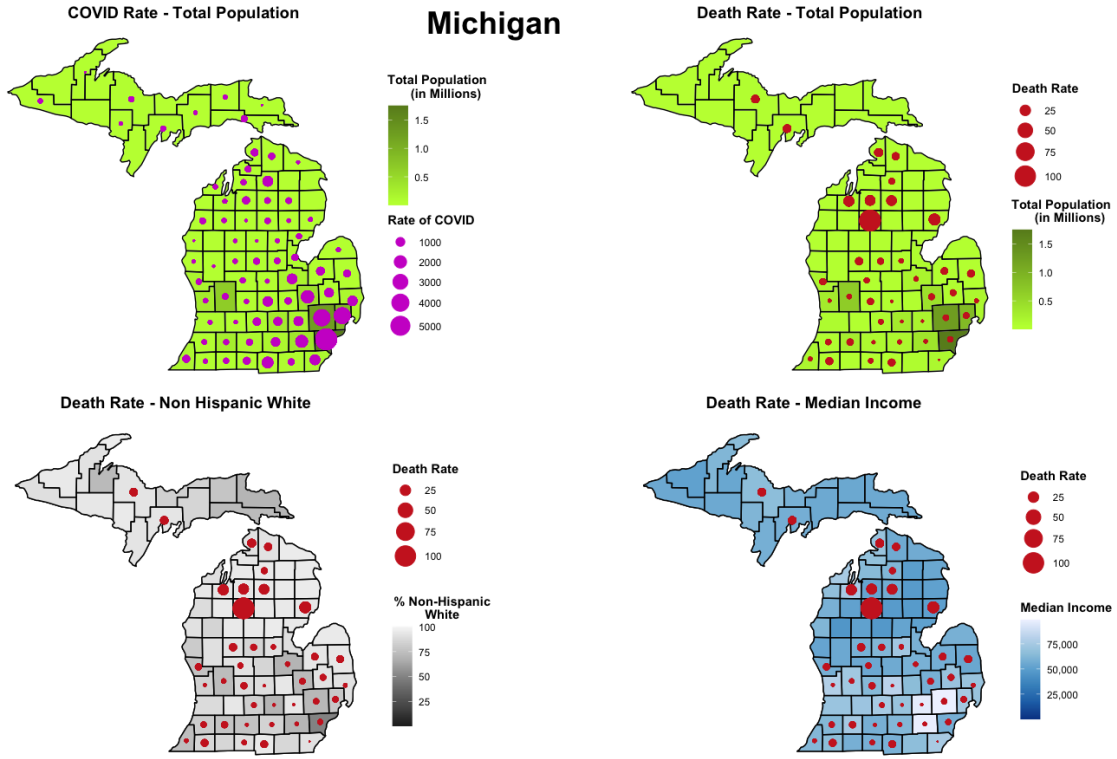 Michigan
COVID Rate - Total Population
Total Population
(in Millions)
1.5
1.0
0.5
Rate of COVID
1000
2000
3000
4000
5000
Death Rate - Total Population
Death Rate
25
50
75
100
Total Population
(in Millions)
1.5
1.0
0.5
Death Rate - Non Hispanic White
Death Rate
25
50
75
100
% Non-Hispanic
White
100
75
50
25
Death Rate - Median Income
Death Rate
25
50
75
100
Median Income
75,000
50,000
25,000